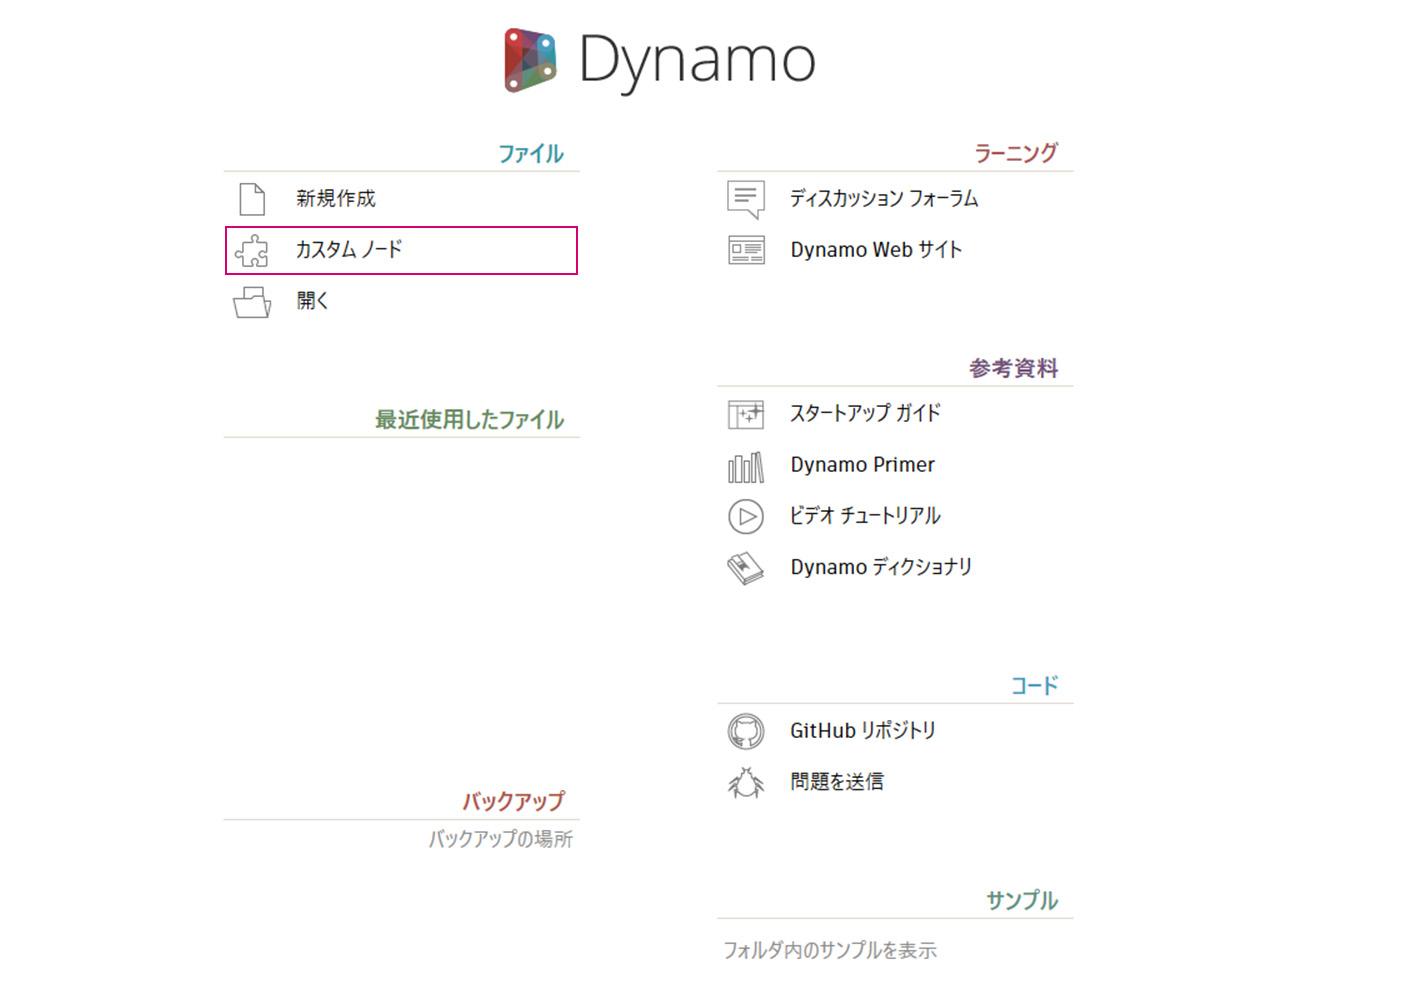 Dynamo
ファイル
新規作成
カスタム ノード
開く
最近使用したファイル
バックアップ
バックアップの場所
ラーニング
ディスカッション フォーラム
Dynamo Web サイト
参考資料
スタートアップ ガイド
Dynamo Primer
ビデオ チュートリアル
Dynamo ディクショナリ
コード
GitHub リポジトリ
問題を送信
サンプル
フォルダ内のサンプルを表示